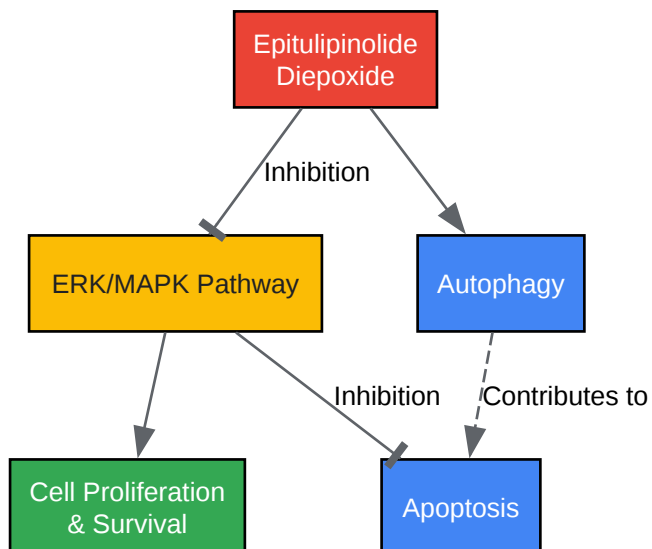 Epitulipinolide
Diepoxide
Inhibition
ERK/MAPK Pathway
Autophagy
Inhibition
Contributes to
Cell Proliferation
& Survival
Apoptosis